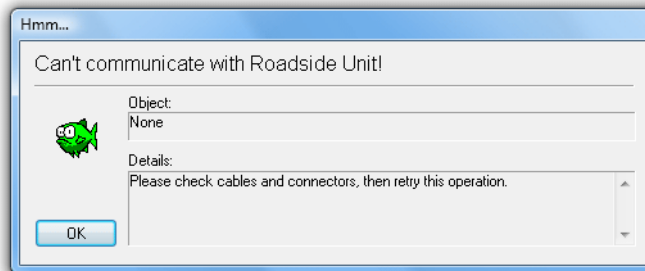 Hmm...
Can't communicate with Roadside Unit!
Object:
None
Details:
Please check cables and connectors, then retry this operation.
OK